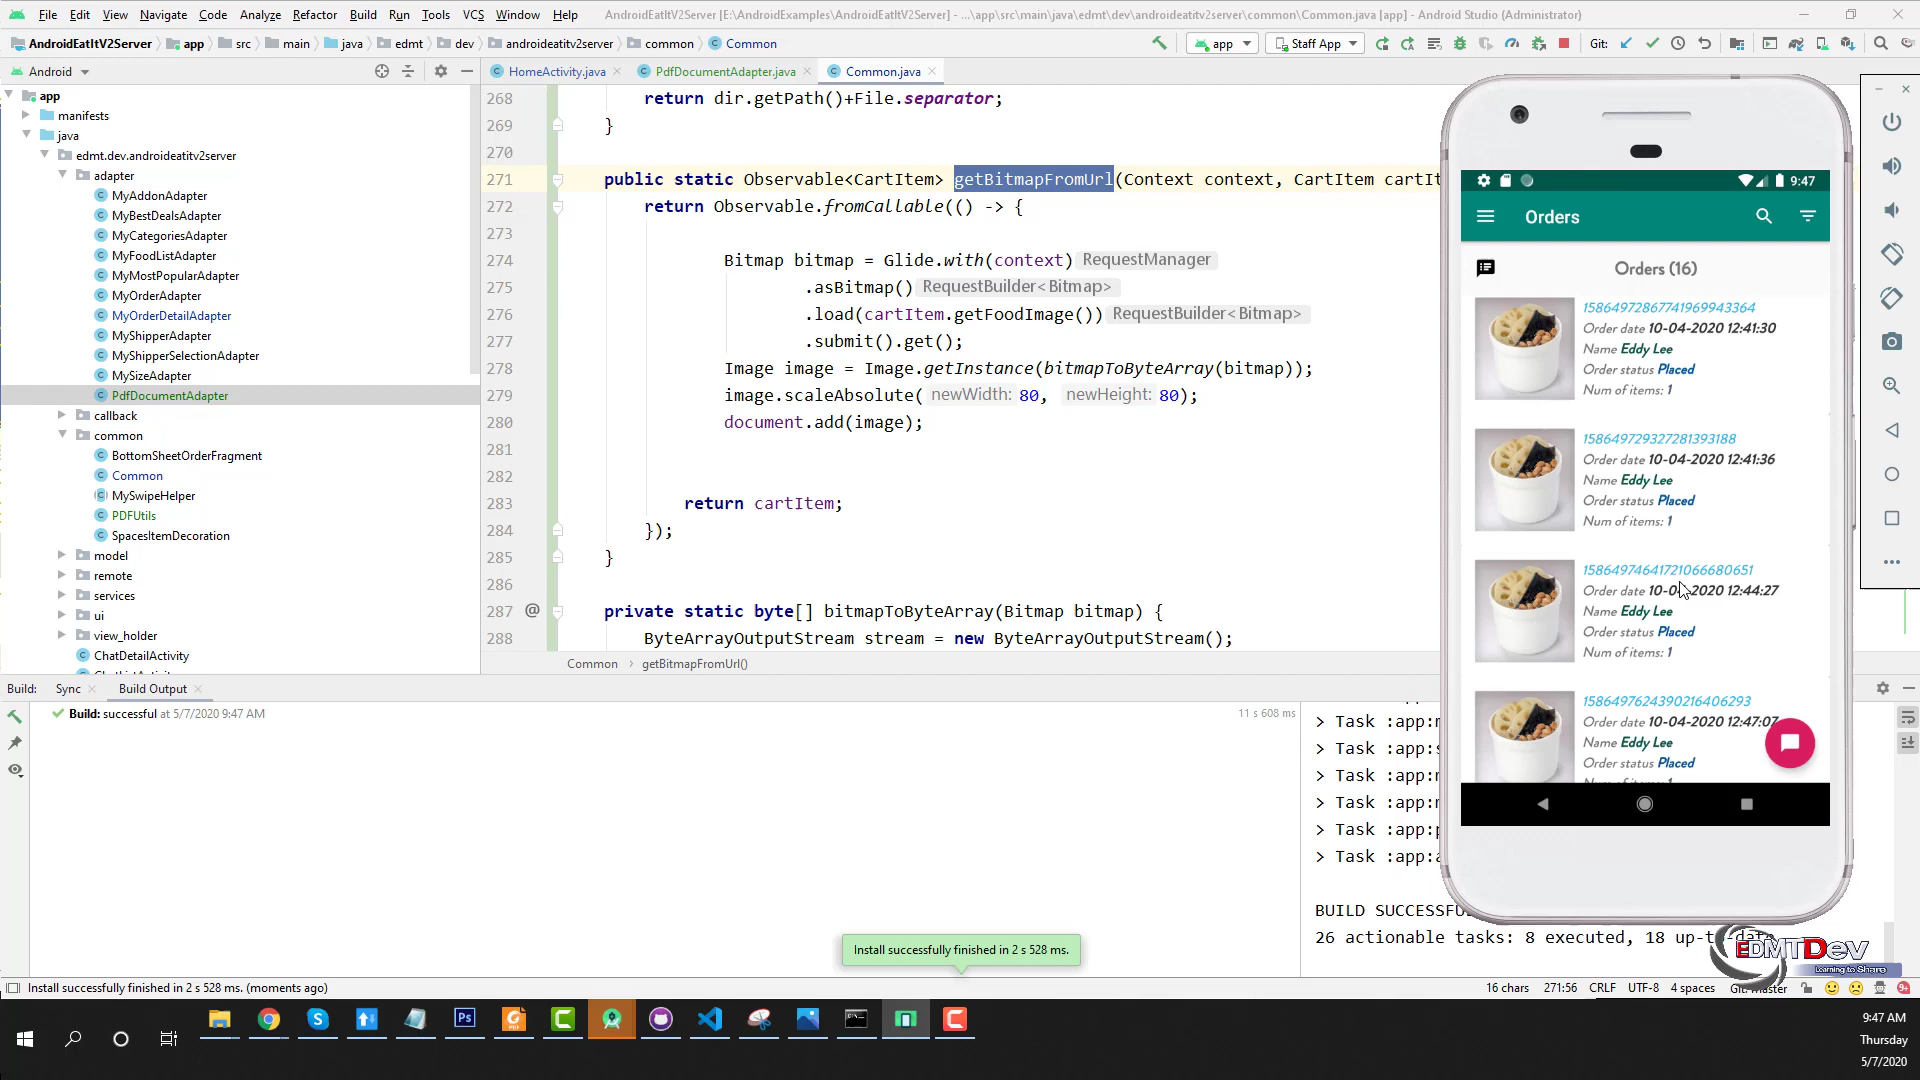 File Edit View Navigate Code Analyze Refactor Build Run Tools VCS Window Help AndroidEatItV2Server [E:\AndroidExamples\AndroidEatItV2Server] - ...\app\src\main\java\edmt\dev\androideatitv2server\common\Common.java [app] - Android Studio (Administrator)
AndroidEatItV2Server app src main java edmt dev androideatitv2server common Common app Staff App Git:
Android HomeActivity.java PdfDocumentAdapter.java Common.java
app
manifests
java
edmt.dev.androideatitv2server
adapter
MyAddonAdapter
MyBestDealsAdapter
MyCategoriesAdapter
MyFoodListAdapter
MyMostPopularAdapter
MyOrderAdapter
MyOrderDetailAdapter
MyShipperAdapter
MyShipperSelectionAdapter
MySizeAdapter
PdfDocumentAdapter
callback
common
BottomSheetOrderFragment
Common
MySwipeHelper
PDFUtils
SpacesItemDecoration
model
remote
services
ui
view_holder
ChatDetailActivity
268 return dir.getPath()+File.separator;
269 }
270
271 public static Observable<CartItem> getBitmapFromUrl(Context context, CartItem cartIt
272 return Observable.fromCallable(() -> {
273
274 Bitmap bitmap = Glide.with(context) RequestManager
275 .asBitmap() RequestBuilder<Bitmap>
276 .load(cartItem.getFoodImage()) RequestBuilder<Bitmap>
277 .submit().get();
278 Image image = Image.getInstance(bitmapToByteArray(bitmap));
279 image.scaleAbsolute( newWidth: 80, newHeight: 80);
280 document.add(image);
281
282
283 return cartItem;
284 });
285 }
286
287 @ private static byte[] bitmapToByteArray(Bitmap bitmap) {
288 ByteArrayOutputStream stream = new ByteArrayOutputStream();
Common getBitmapFromUrl()
9:47
Orders
Orders (16)
15864972867741969943364
Order date 10-04-2020 12:41:30
Name Eddy Lee
Order status Placed
Num of items: 1
158649729327281393188
Order date 10-04-2020 12:41:36
Name Eddy Lee
Order status Placed
Num of items: 1
15864974641721066680651
Order date 10-04-2020 12:44:27
Name Eddy Lee
Order status Placed
Num of items: 1
1586497624390216406293
Order date 10-04-2020 12:47:07
Name Eddy Lee
Order status Placed
Build: Sync Build Output
Build: successful at 5/7/2020 9:47 AM 11 s 608 ms
> Task :app:
> Task :app:
> Task :app:
> Task :app:
> Task :app:
> Task :app:
BUILD SUCCESSFU
26 actionable tasks: 8 executed, 18 up-to-date
Install successfully finished in 2 s 528 ms.
EDMTDev
Learning to Share
Install successfully finished in 2 s 528 ms. (moments ago) 16 chars 271:56 CRLF UTF-8 4 spaces Git: master
9:47 AM
Thursday
5/7/2020